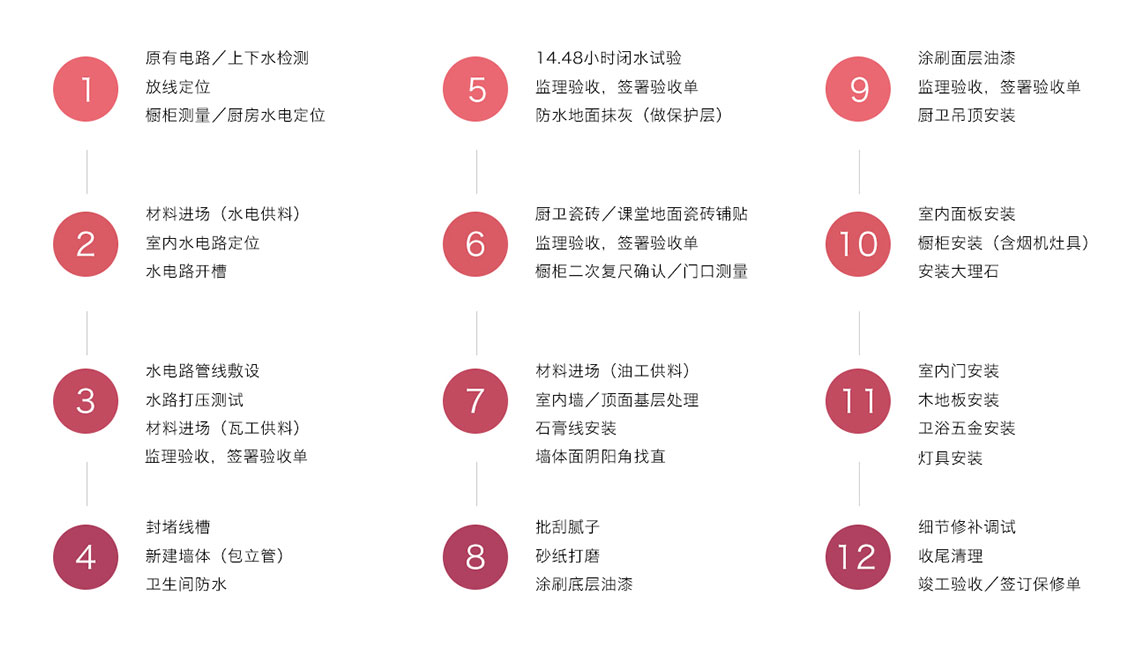 1
原有电路／上下水检测
放线定位
橱柜测量／厨房水电定位
2
材料进场（水电供料）
室内水电路定位
水电路开槽
3
水电路管线敷设
水路打压测试
材料进场（瓦工供料）
监理验收，签署验收单
4
封堵线槽
新建墙体（包立管）
卫生间防水
5
14.48小时闭水试验
监理验收，签署验收单
防水地面抹灰（做保护层）
6
厨卫瓷砖／课堂地面瓷砖铺贴
监理验收，签署验收单
橱柜二次复尺确认／门口测量
7
材料进场（油工供料）
室内墙／顶面基层处理
石膏线安装
墙体面阴阳角找直
8
批刮腻子
砂纸打磨
涂刷底层油漆
9
涂刷面层油漆
监理验收，签署验收单
厨卫吊顶安装
10
室内面板安装
橱柜安装（含烟机灶具）
安装大理石
11
室内门安装
木地板安装
卫浴五金安装
灯具安装
12
细节修补调试
收尾清理
竣工验收／签订保修单